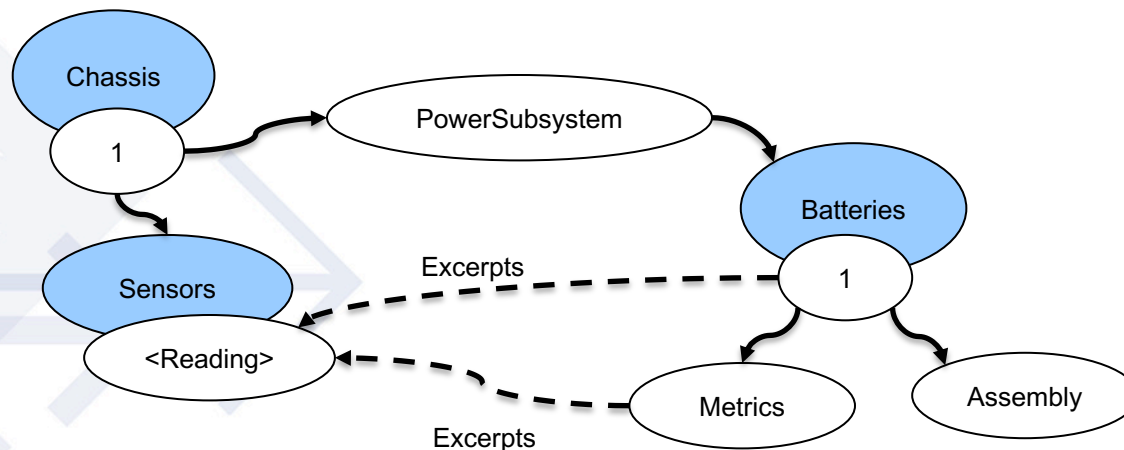 Chassis
1
PowerSubsystem
Batteries
1
Sensors
<Reading>
Excerpts
Excerpts
Metrics
Assembly